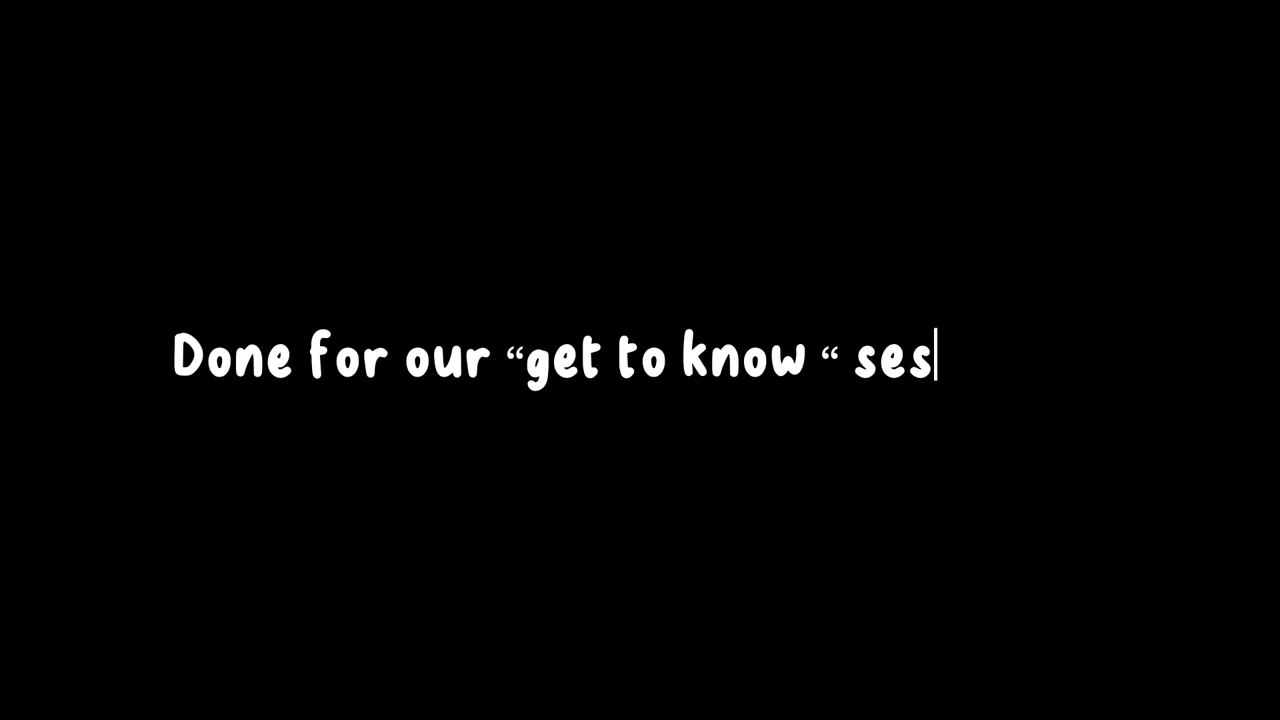 Done for our “get to know “ ses